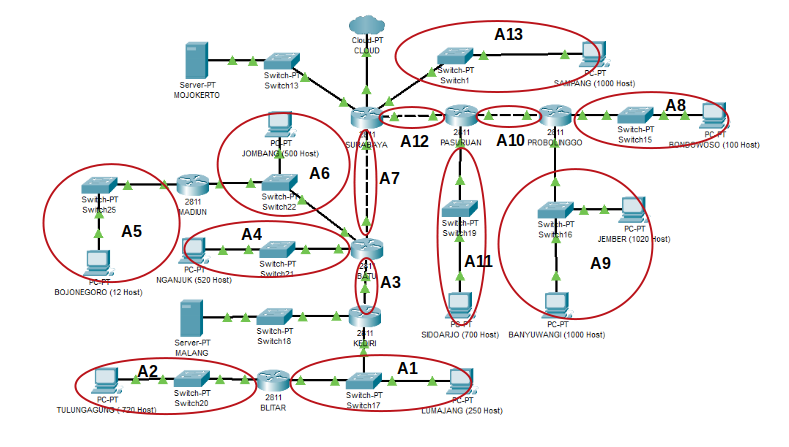 Cloud-PT
CLOUD
A13
Server-PT
MOJOKERTO
Switch-PT
Switch13
Switch-PT
Switch11
PC-PT
SAMPANG (1000 Host)
2811
SURABAYA
A12
2811
PASURUAN
A10
2811
PROBOLINGGO
A8
Switch-PT
Switch15
PC-PT
BONDOWOSO (100 Host)
PC-PT
JOMBANG (500 Host)
A6
A7
Switch-PT
Switch25
2811
MADIUN
Switch-PT
Switch22
A5
A4
PC-PT
BOJONEGORO (12 Host)
PC-PT
NGANJUK (520 Host)
Switch-PT
Switch21
2811
BATU
A3
Switch-PT
Switch19
A11
PC-PT
SIDOARJO (700 Host)
Switch-PT
Switch16
PC-PT
JEMBER (1020 Host)
A9
PC-PT
BANYUWANGI (1000 Host)
Server-PT
MALANG
Switch-PT
Switch18
2811
KEDIRI
A2
PC-PT
TULUNGAGUNG ( 720 Host)
Switch-PT
Switch20
2811
BLITAR
A1
Switch-PT
Switch17
PC-PT
LUMAJANG (250 Host)